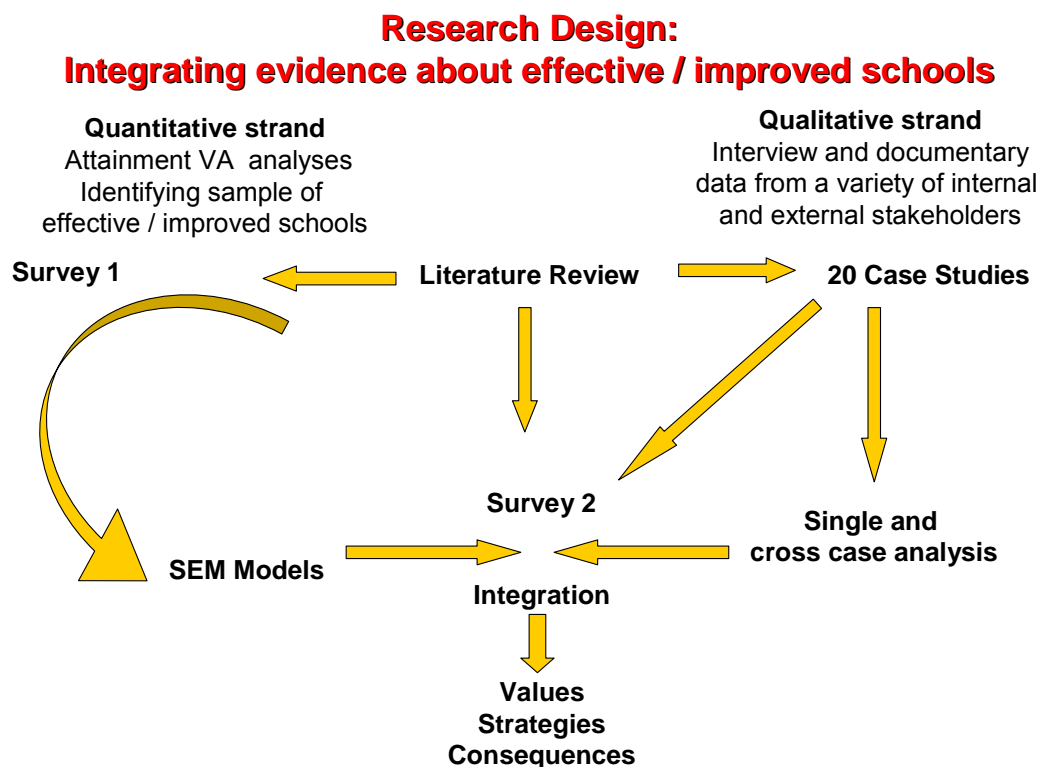 Research Design:
Integrating evidence about effective / improved schools
Quantitative strand
Attainment VA analyses
Identifying sample of
effective / improved schools
Qualitative strand
Interview and documentary
data from a variety of internal
and external stakeholders
Survey 1
Literature Review
20 Case Studies
Survey 2
Single and
cross case analysis
SEM Models
Integration
Values
Strategies
Consequences